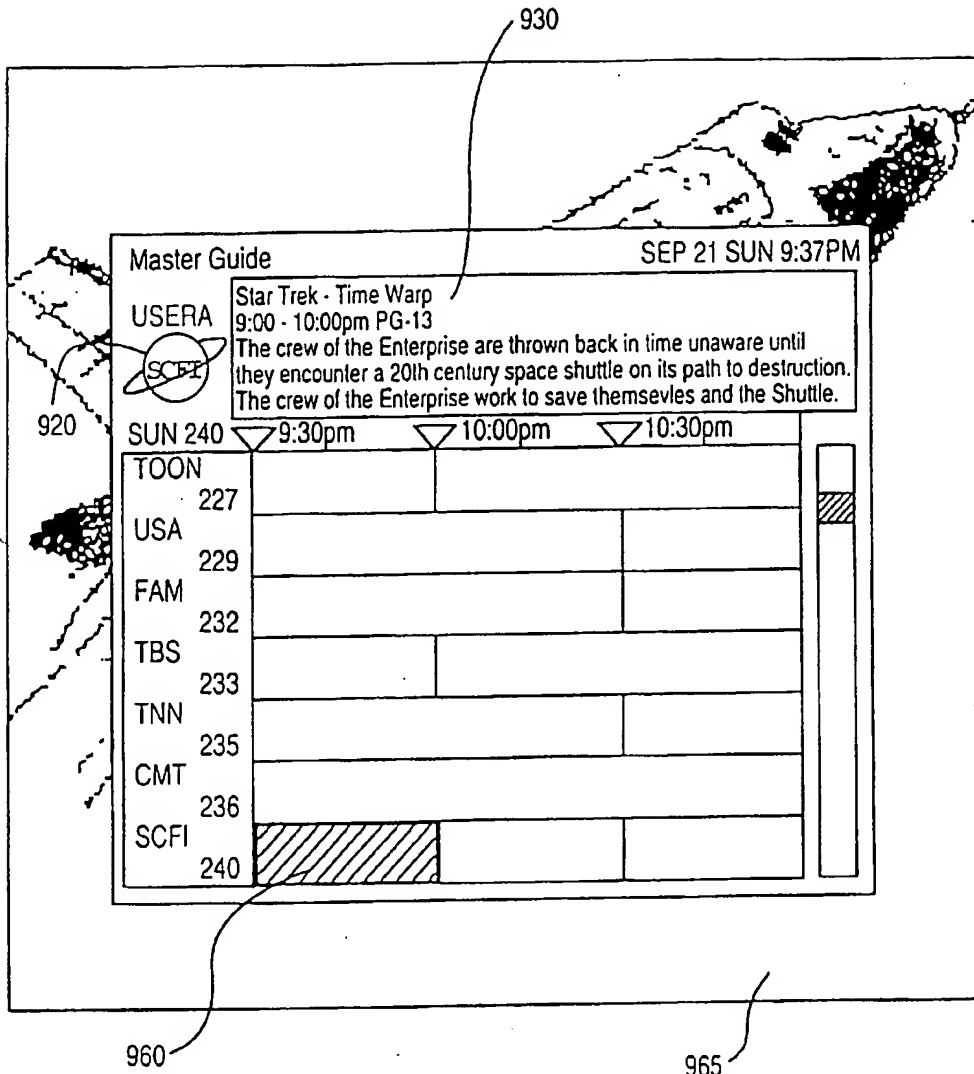 930
Master Guide SEP 21 SUN 9:37PM
USERA
SCFI
920
Star Trek - Time Warp
9:00 - 10:00pm PG-13
The crew of the Enterprise are thrown back in time unaware until
they encounter a 20th century space shuttle on its path to destruction.
The crew of the Enterprise work to save themsevles and the Shuttle.
SUN 240 9:30pm 10:00pm 10:30pm
TOON
227
USA
229
FAM
232
TBS
233
TNN
235
CMT
236
SCFI
240
960
965